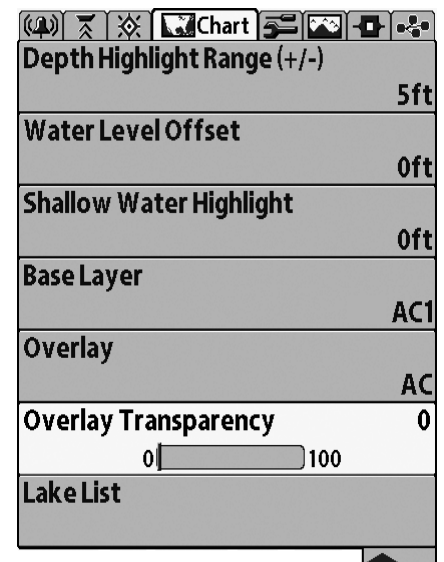 Chart
Depth Highlight Range (+/-)
5ft
Water Level Offset
0ft
Shallow Water Highlight
0ft
Base Layer
AC1
Overlay
AC
Overlay Transparency 0
0 100
Lake List